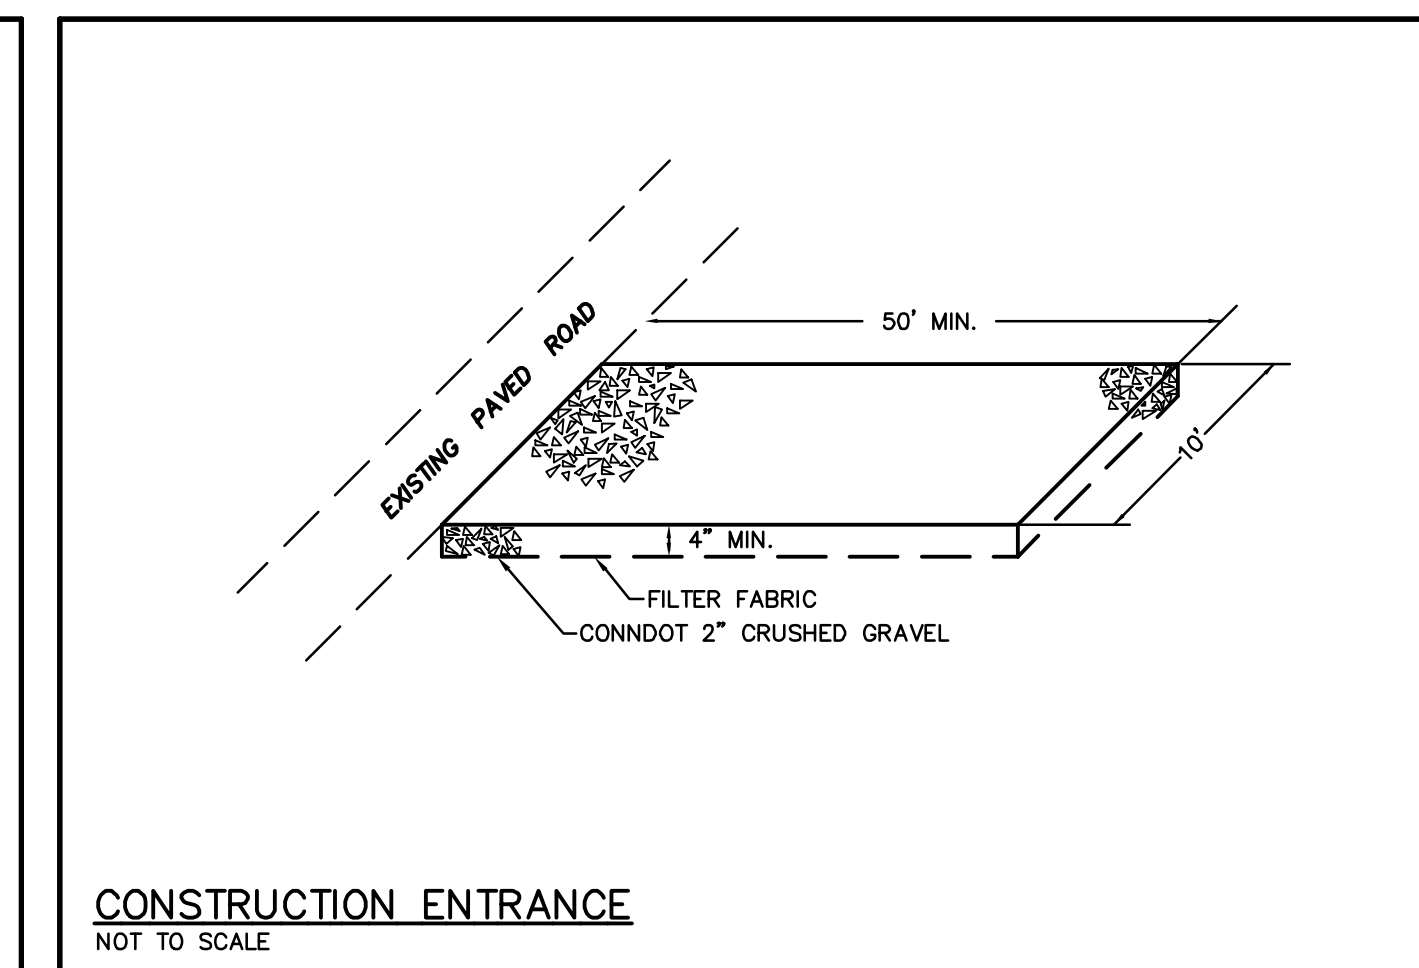 EXISTING PAVED ROAD
50' MIN.
10'
4" MIN.
FILTER FABRIC
CONNDOT 2" CRUSHED GRAVEL
CONSTRUCTION ENTRANCE
NOT TO SCALE